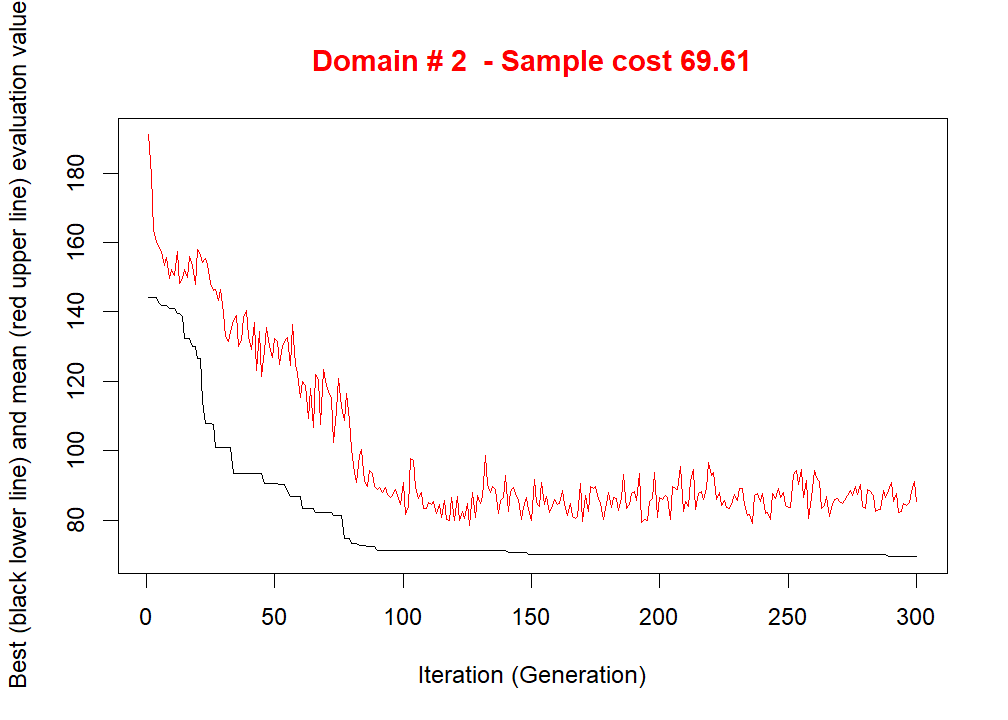 Domain # 2  - Sample cost 69.61
Best (black lower line) and mean (red upper line) evaluation value
180
160
140
120
100
80
0 50 100 150 200 250 300
Iteration (Generation)